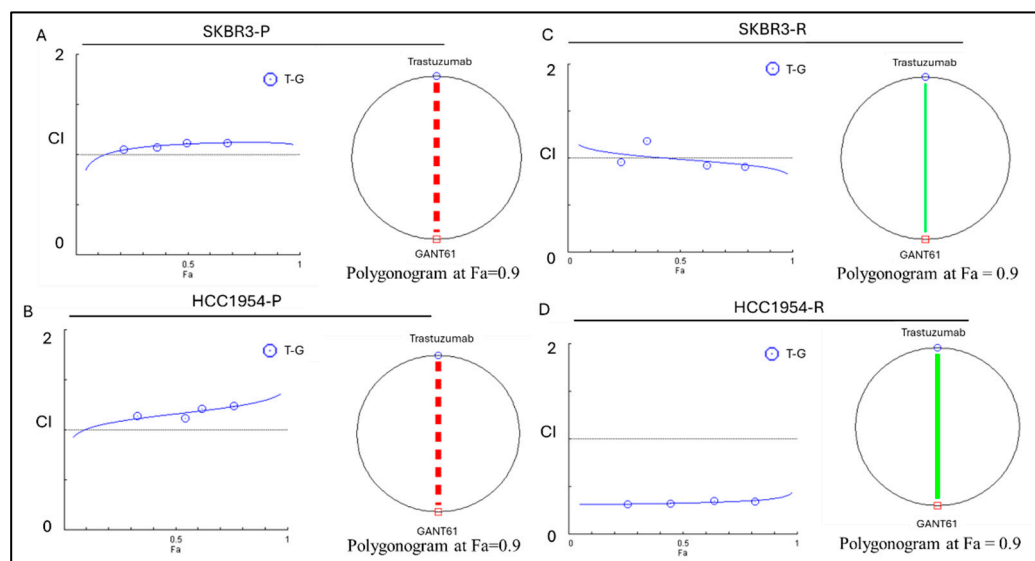 A
SKBR3-P
2
T-G
CI
0
0.5
1
Fa
Trastuzumab
GANT61
Polygonogram at Fa=0.9
C
SKBR3-R
2
T-G
CI
0
0
0.5
1
Fa
Trastuzumab
GANT61
Polygonogram at Fa = 0.9
B
HCC1954-P
2
T-G
CI
0
0.5
1
Fa
Trastuzumab
GANT61
Polygonogram at Fa=0.9
D
HCC1954-R
2
T-G
CI
0
0
0.5
1
Fa
Trastuzumab
GANT61
Polygonogram at Fa = 0.9